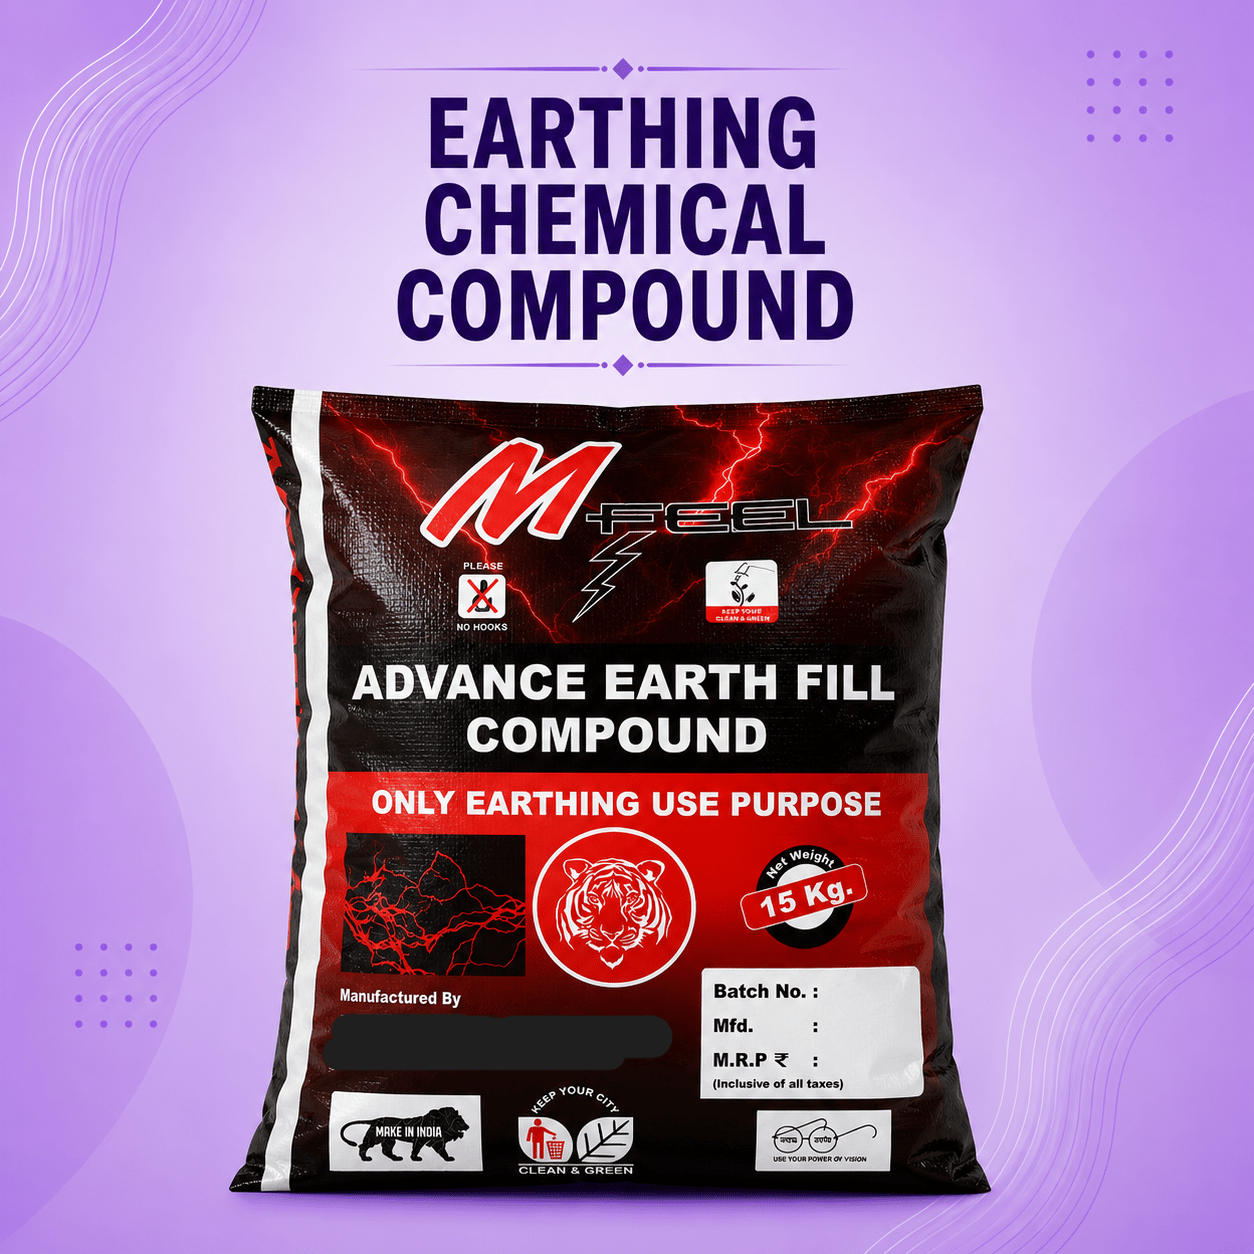 EARTHING
CHEMICAL
COMPOUND
M FEEL
PLEASE
NO HOOKS
KEEP YOUR
CLEAN & GREEN
ADVANCE EARTH FILL
COMPOUND
ONLY EARTHING USE PURPOSE
Net Weight
15 Kg.
Manufactured By
Batch No. :
Mfd. :
M.R.P ₹ :
(Inclusive of all taxes)
MAKE IN INDIA
KEEP YOUR CITY
CLEAN & GREEN
USE YOUR POWER OF VISION